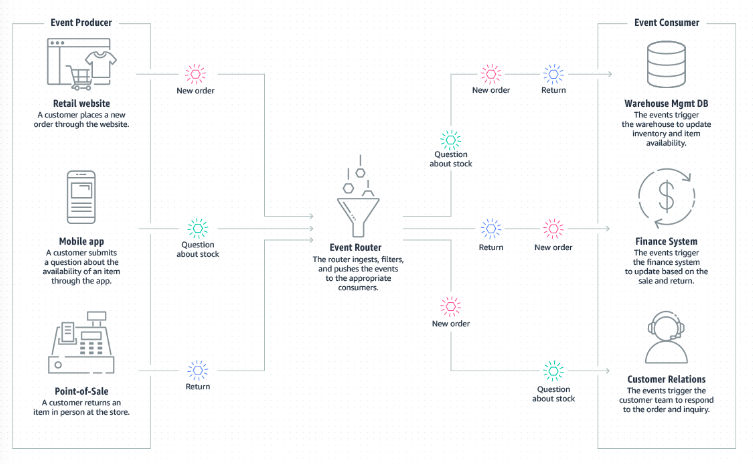 Event Producer
Retail website
A customer places a new
order through the website.
Mobile app
A customer submits
a question about the
availability of an item
through the app.
Point-of-Sale
A customer returns an
item in person at the store.
New order
Question
about stock
Return
Event Router
The router ingests, filters,
and pushes the events
to the appropriate
consumers.
New order
Return
Question
about stock
Return
New order
New order
Question
about stock
Event Consumer
Warehouse Mgmt DB
The events trigger
the warehouse to update
inventory and item
availability.
Finance System
The events trigger
the finance system
to update based on the
sale and return.
Customer Relations
The events trigger the
customer team to respond
to the order and inquiry.